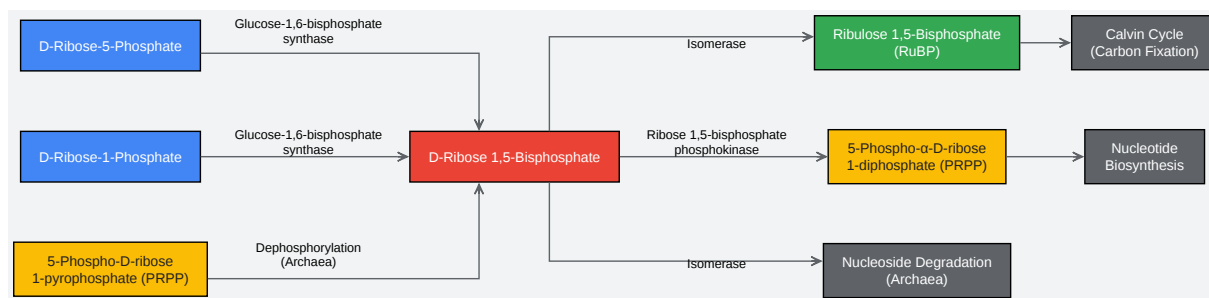 D-Ribose-5-Phosphate
Glucose-1,6-bisphosphate
synthase
Isomerase
Ribulose 1,5-Bisphosphate
(RuBP)
Calvin Cycle
(Carbon Fixation)
D-Ribose-1-Phosphate
Glucose-1,6-bisphosphate
synthase
D-Ribose 1,5-Bisphosphate
Ribose 1,5-bisphosphate
phosphokinase
5-Phospho-α-D-ribose
1-diphosphate (PRPP)
Nucleotide
Biosynthesis
5-Phospho-D-ribose
1-pyrophosphate (PRPP)
Dephosphorylation
(Archaea)
Isomerase
Nucleoside Degradation
(Archaea)